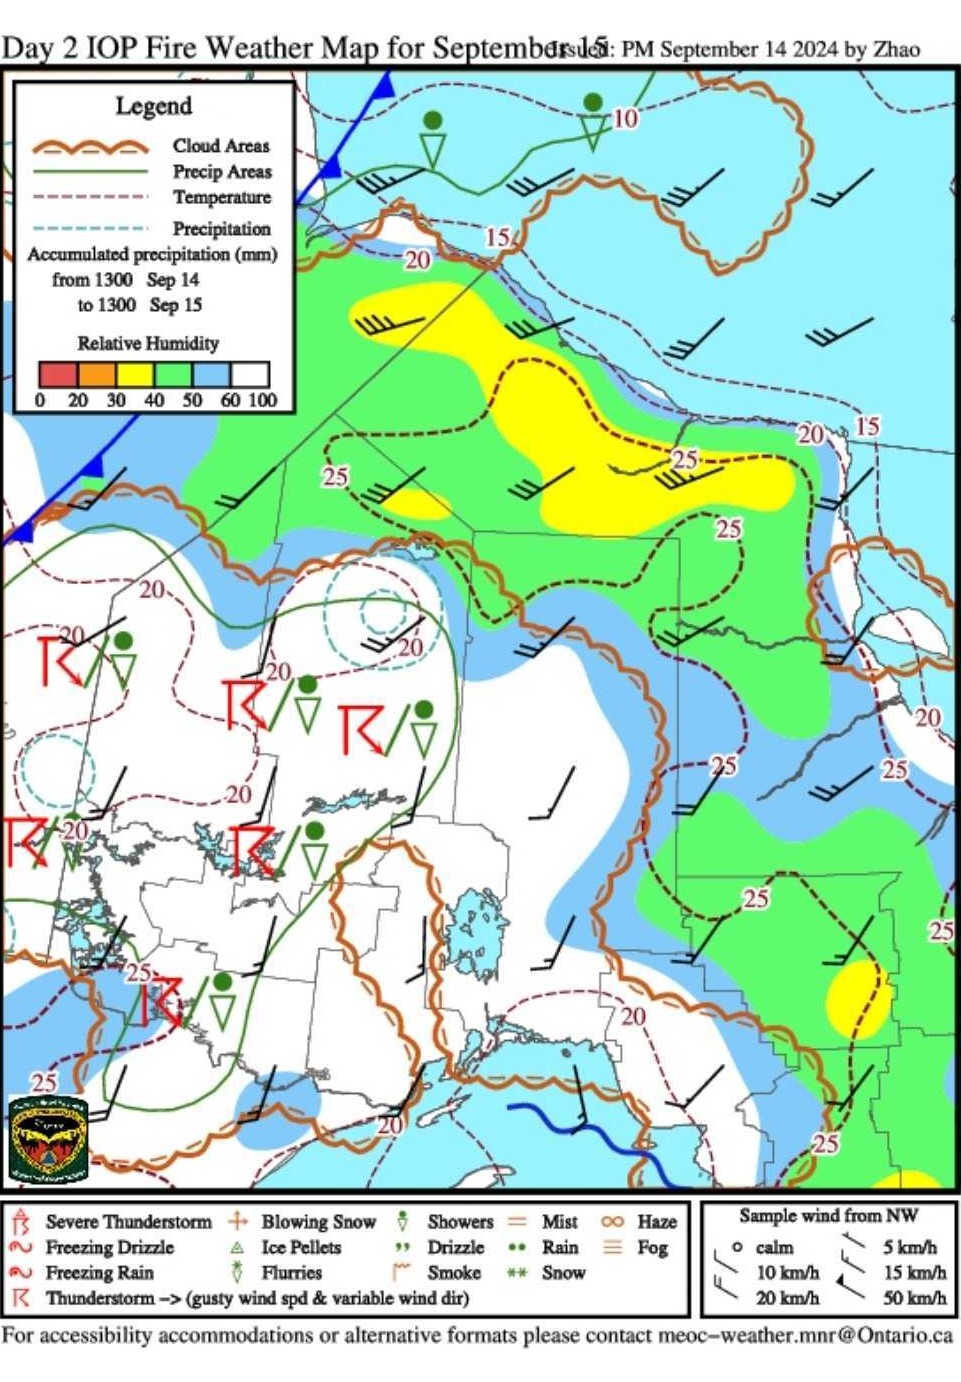 Day 2 IOP Fire Weather Map for September 15
Issued: PM September 14 2024 by Zhao
Legend
Cloud Areas
Precip Areas
Temperature
Precipitation
Accumulated precipitation (mm)
from 1300 Sep 14
to 1300 Sep 15
Relative Humidity
0 20 30 40 50 60 100
10
15
20
15
20
25
25
25
20
20
20
20
20
25
25
20
20
25
25
25
20
25
20
25
Severe Thunderstorm
Blowing Snow
Showers
Mist
Haze
Freezing Drizzle
Ice Pellets
Drizzle
Rain
Fog
Freezing Rain
Flurries
Smoke
Snow
Thunderstorm -> (gusty wind spd & variable wind dir)
Sample wind from NW
calm
5 km/h
10 km/h
15 km/h
20 km/h
50 km/h
For accessibility accommodations or alternative formats please contact meoc-weather.mnr@Ontario.ca